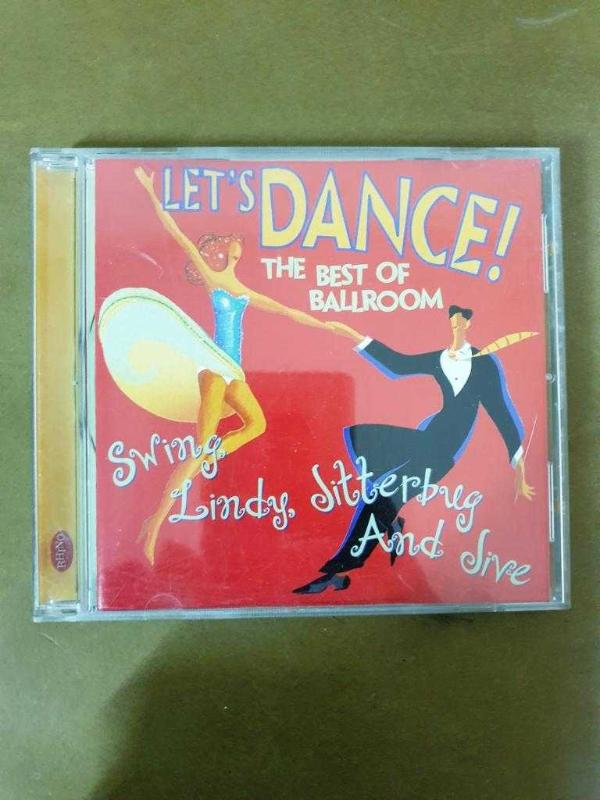 LET'S DANCE!
THE BEST OF
BALLROOM
Swing,
Lindy, Jitterbug
And Jive
RHINO